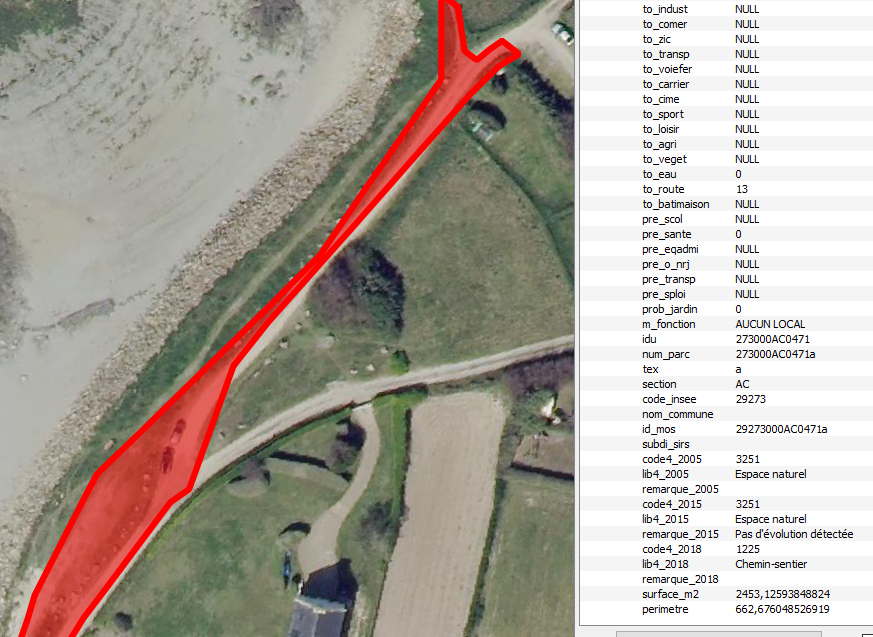 to_indust NULL
to_comer NULL
to_zic NULL
to_transp NULL
to_voiefer NULL
to_carrier NULL
to_cime NULL
to_sport NULL
to_loisir NULL
to_agri NULL
to_veget NULL
to_eau 0
to_route 13
to_batimaison NULL
pre_scol NULL
pre_sante 0
pre_eqadmi NULL
pre_o_nrj NULL
pre_transp NULL
pre_sploi NULL
prob_jardin 0
m_fonction AUCUN LOCAL
idu 273000AC0471
num_parc 273000AC0471a
tex a
section AC
code_insee 29273
nom_commune
id_mos 29273000AC0471a
subdi_sirs
code4_2005 3251
lib4_2005 Espace naturel
remarque_2005
code4_2015 3251
lib4_2015 Espace naturel
remarque_2015 Pas d'évolution détectée
code4_2018 1225
lib4_2018 Chemin-sentier
remarque_2018
surface_m2 2453,12593848824
perimetre 662,676048526919